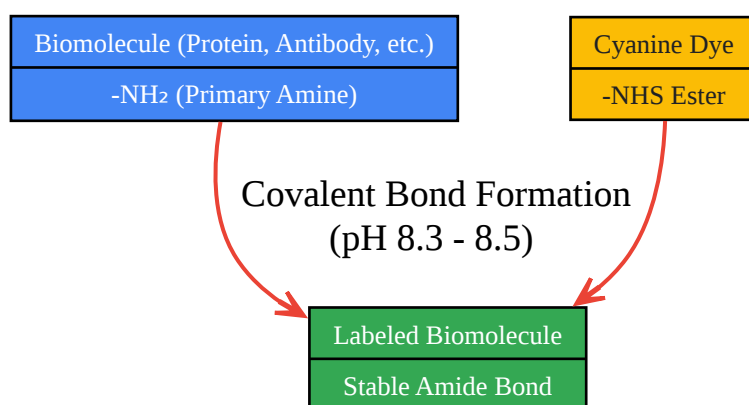 Biomolecule (Protein, Antibody, etc.)
-NH₂ (Primary Amine)
Cyanine Dye
-NHS Ester
Covalent Bond Formation
(pH 8.3 - 8.5)
Labeled Biomolecule
Stable Amide Bond